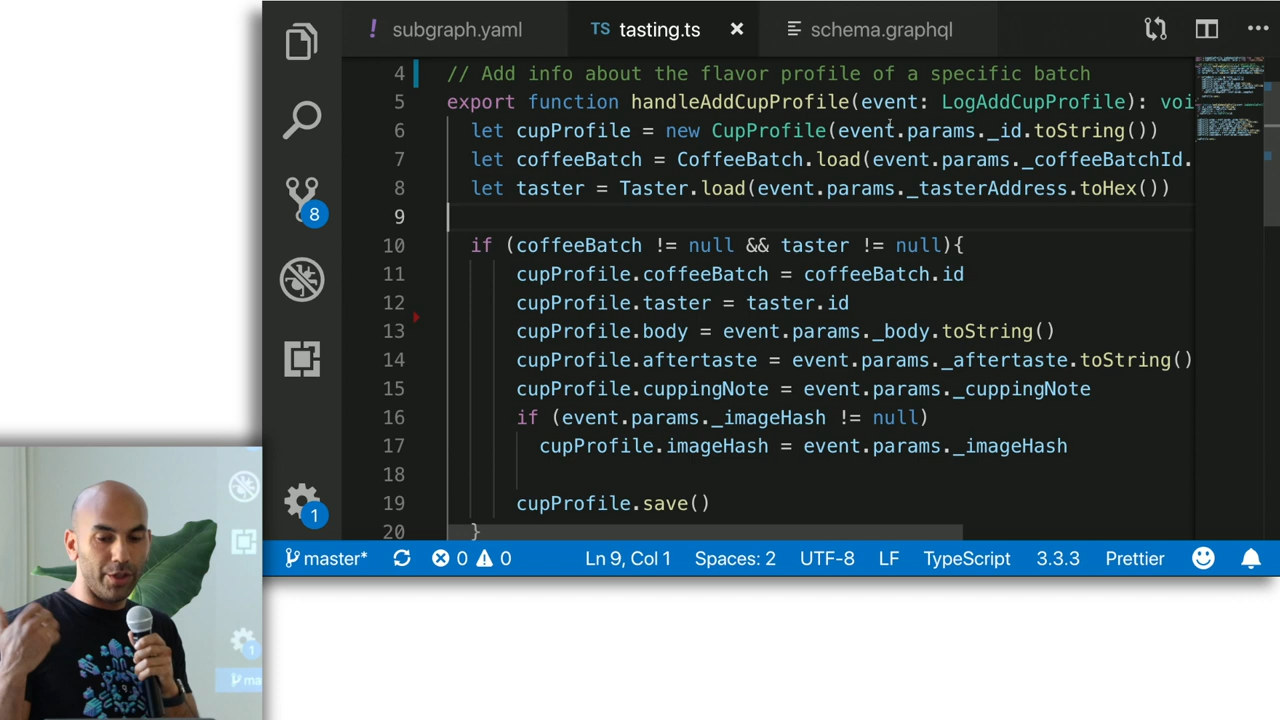 ! subgraph.yaml TS tasting.ts × schema.graphql ···
4 // Add info about the flavor profile of a specific batch
5 export function handleAddCupProfile(event: LogAddCupProfile): voi
6 let cupProfile = new CupProfile(event.params._id.toString())
7 let coffeeBatch = CoffeeBatch.load(event.params._coffeeBatchId.
8 let taster = Taster.load(event.params._tasterAddress.toHex())
9
10 if (coffeeBatch != null && taster != null){
11 cupProfile.coffeeBatch = coffeeBatch.id
12 cupProfile.taster = taster.id
13 cupProfile.body = event.params._body.toString()
14 cupProfile.aftertaste = event.params._aftertaste.toString()
15 cupProfile.cuppingNote = event.params._cuppingNote
16 if (event.params._imageHash != null)
17 cupProfile.imageHash = event.params._imageHash
18
19 cupProfile.save()
20 }
8
1
master* 0 0 Ln 9, Col 1 Spaces: 2 UTF-8 LF TypeScript 3.3.3 Prettier
1
ma